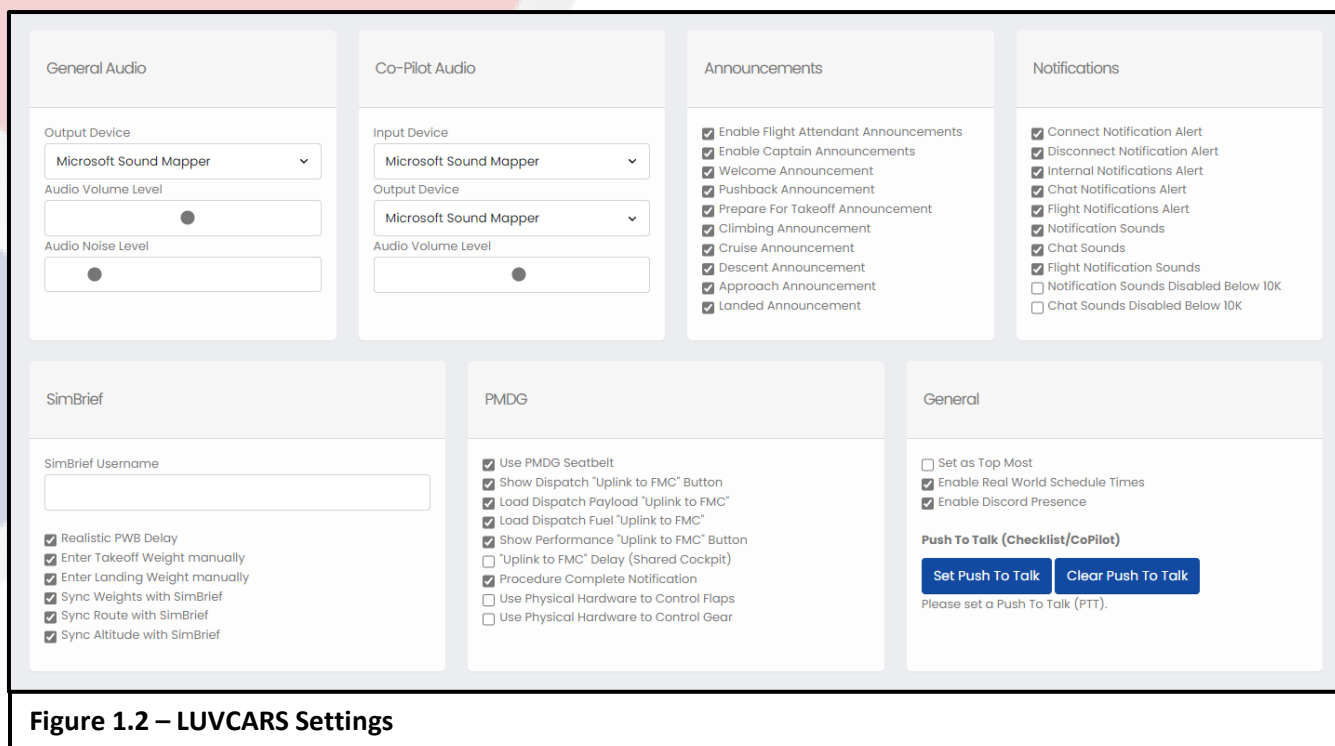 General Audio
Output Device
Microsoft Sound Mapper
Audio Volume Level
Audio Noise Level
Co-Pilot Audio
Input Device
Microsoft Sound Mapper
Output Device
Microsoft Sound Mapper
Audio Volume Level
Announcements
Enable Flight Attendant Announcements
Enable Captain Announcements
Welcome Announcement
Pushback Announcement
Prepare For Takeoff Announcement
Climbing Announcement
Cruise Announcement
Descent Announcement
Approach Announcement
Landed Announcement
Notifications
Connect Notification Alert
Disconnect Notification Alert
Internal Notifications Alert
Chat Notifications Alert
Flight Notifications Alert
Notification Sounds
Chat Sounds
Flight Notification Sounds
Notification Sounds Disabled Below 10K
Chat Sounds Disabled Below 10K
SimBrief
SimBrief Username
Realistic PWB Delay
Enter Takeoff Weight manually
Enter Landing Weight manually
Sync Weights with SimBrief
Sync Route with SimBrief
Sync Altitude with SimBrief
PMDG
Use PMDG Seatbelt
Show Dispatch "Uplink to FMC" Button
Load Dispatch Payload "Uplink to FMC"
Load Dispatch Fuel "Uplink to FMC"
Show Performance "Uplink to FMC" Button
"Uplink to FMC" Delay (Shared Cockpit)
Procedure Complete Notification
Use Physical Hardware to Control Flaps
Use Physical Hardware to Control Gear
General
Set as Top Most
Enable Real World Schedule Times
Enable Discord Presence
Push To Talk (Checklist/CoPilot)
Set Push To Talk
Clear Push To Talk
Please set a Push To Talk (PTT).
Figure 1.2 – LUVCARS Settings